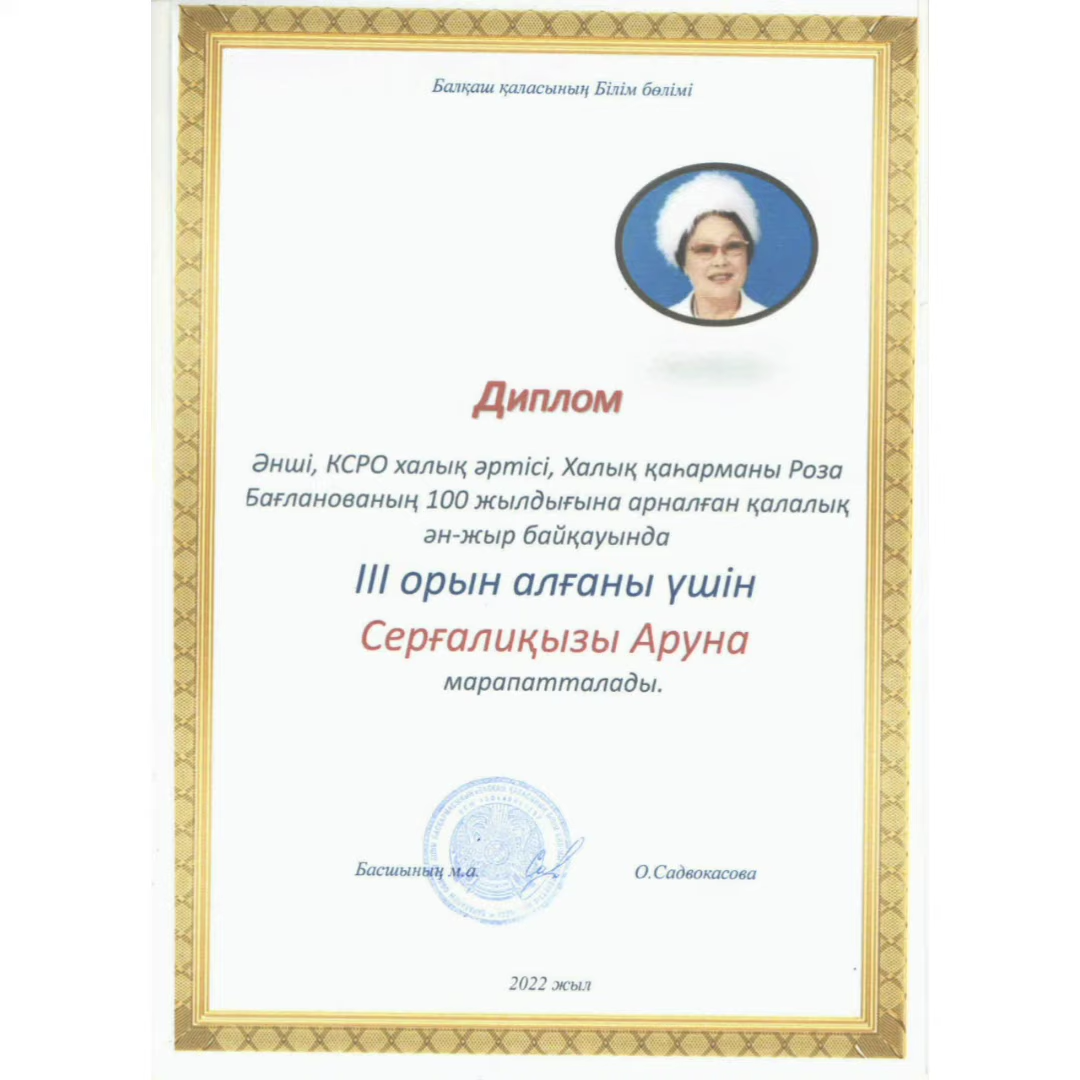 Балқаш қаласының Білім бөлімі
Диплом
Әнші, КСРО халық әртісі, Халық қаһарманы Роза
Бағланованың 100 жылдығына арналған қалалық
ән-жыр байқауында
III орын алғаны үшін
Серғалиқызы Аруна
марапатталады.
Басшының м.а.
О.Садвокасова
2022 жыл